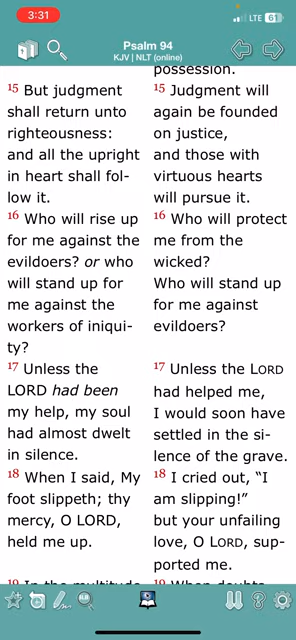 3:31
LTE 61
Psalm 94
KJV | NLT (online)
15 But judgment
shall return unto
righteousness:
and all the upright
in heart shall fol-
low it.
16 Who will rise up
for me against the
evildoers? or who
will stand up for
me against the
workers of iniqui-
ty?
17 Unless the
LORD had been
my help, my soul
had almost dwelt
in silence.
18 When I said, My
foot slippeth; thy
mercy, O LORD,
held me up.
19 In the multitude
possession.
15 Judgment will
again be founded
on justice,
and those with
virtuous hearts
will pursue it.
16 Who will protect
me from the
wicked?
Who will stand up
for me against
evildoers?
17 Unless the LORD
had helped me,
I would soon have
settled in the si-
lence of the grave.
18 I cried out, “I
am slipping!”
but your unfailing
love, O LORD, sup-
ported me.
19 When doubts